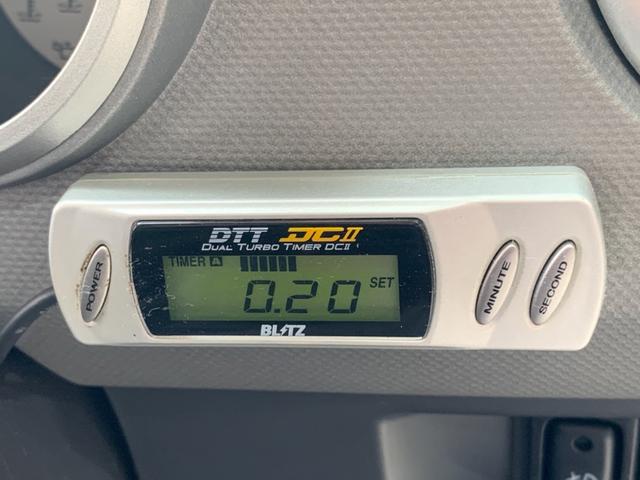 DTT DCII
DUAL TURBO TIMER DCII
TIMER A
0.20 SET
BLITZ
POWER
MINUTE
SECOND